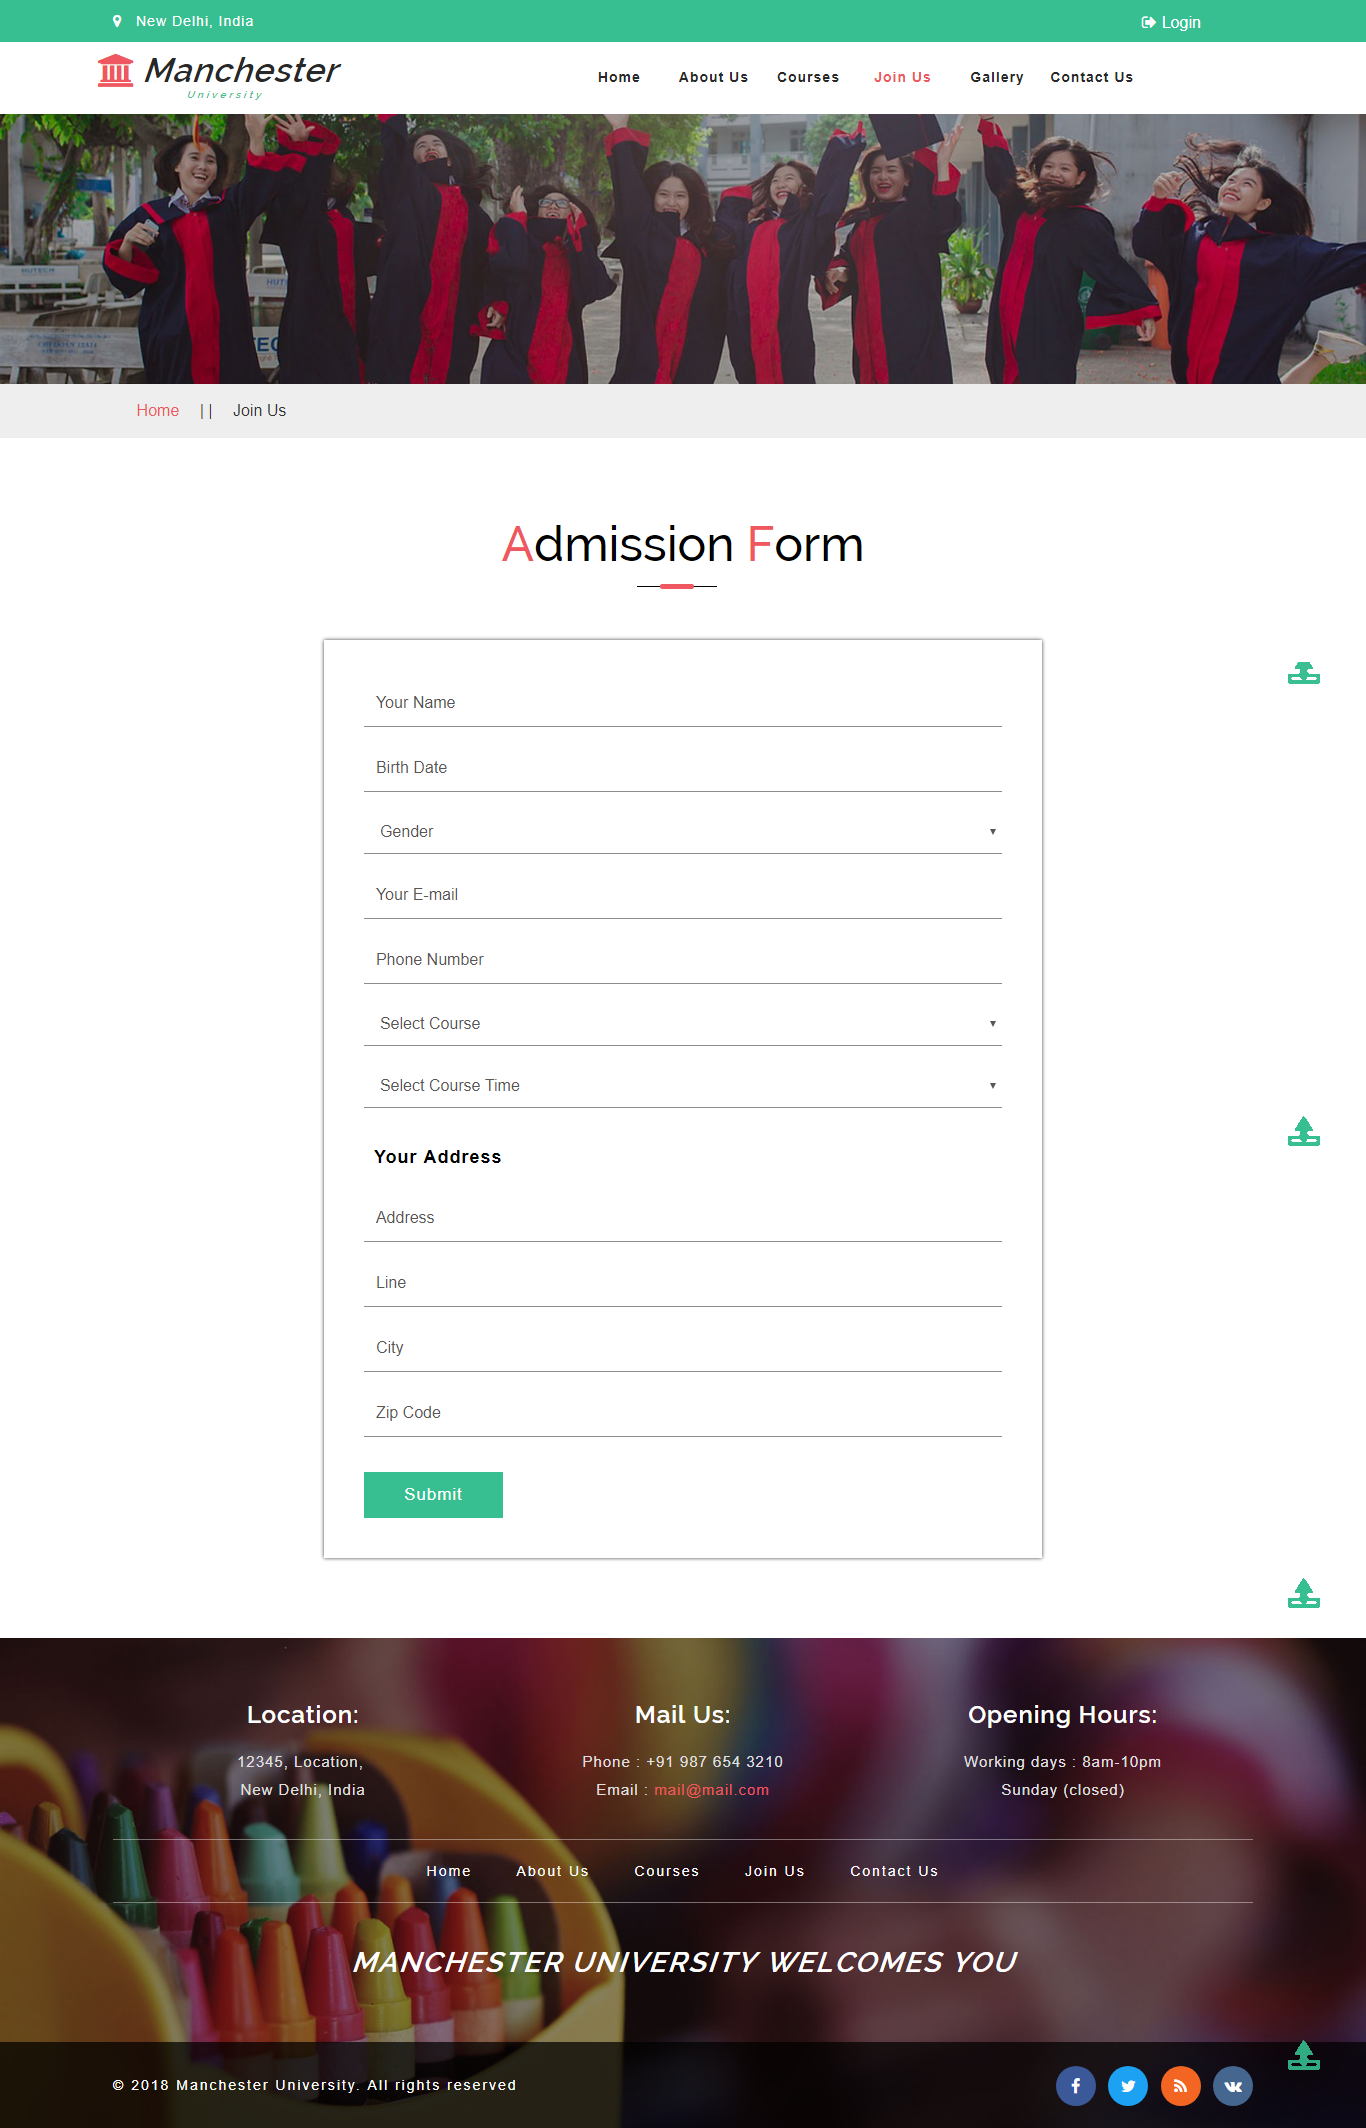 New Delhi, India
Login
Manchester
University
Home
About Us
Courses
Join Us
Gallery
Contact Us
HUTECH
Home || Join Us
Admission Form
Your Name
Birth Date
Gender
Your E-mail
Phone Number
Select Course
Select Course Time
Your Address
Address
Line
City
Zip Code
Submit
Location:
12345, Location,
New Delhi, India
Mail Us:
Phone : +91 987 654 3210
Email : mail@mail.com
Opening Hours:
Working days : 8am-10pm
Sunday (closed)
Home
About Us
Courses
Join Us
Contact Us
MANCHESTER UNIVERSITY WELCOMES YOU
© 2018 Manchester University. All rights reserved